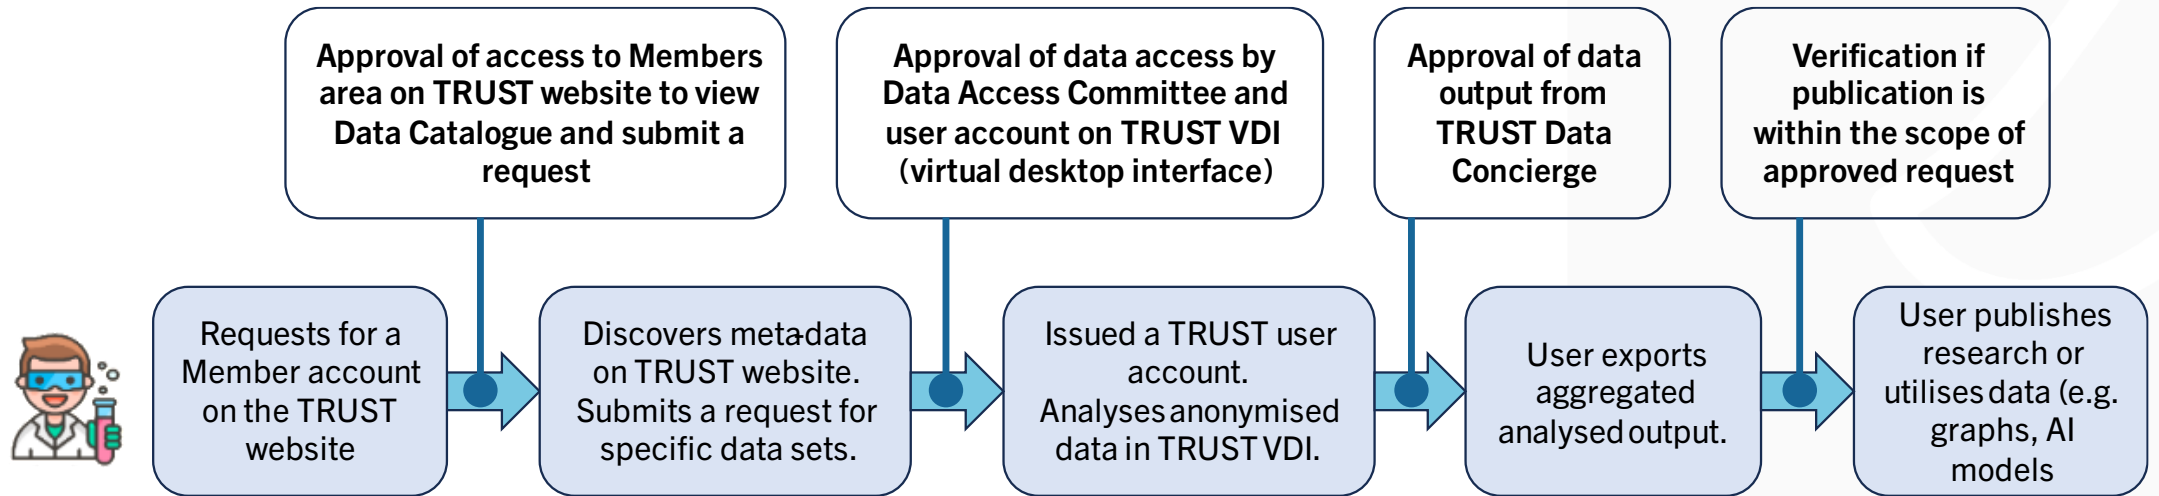 Approval of access to Members
area on TRUST website to view
Data Catalogue and submit a
request
Approval of data access by
Data Access Committee and
user account on TRUST VDI
(virtual desktop interface)
Approval of data
output from
TRUST Data
Concierge
Verification if
publication is
within the scope of
approved request
Requests for a
Member account
on the TRUST
website
Discovers meta-data
on TRUST website.
Submits a request for
specific data sets.
Issued a TRUST user
account.
Analyses anonymised
data in TRUST VDI.
User exports
aggregated
analysed output.
User publishes
research or
utilises data (e.g.
graphs, AI
models